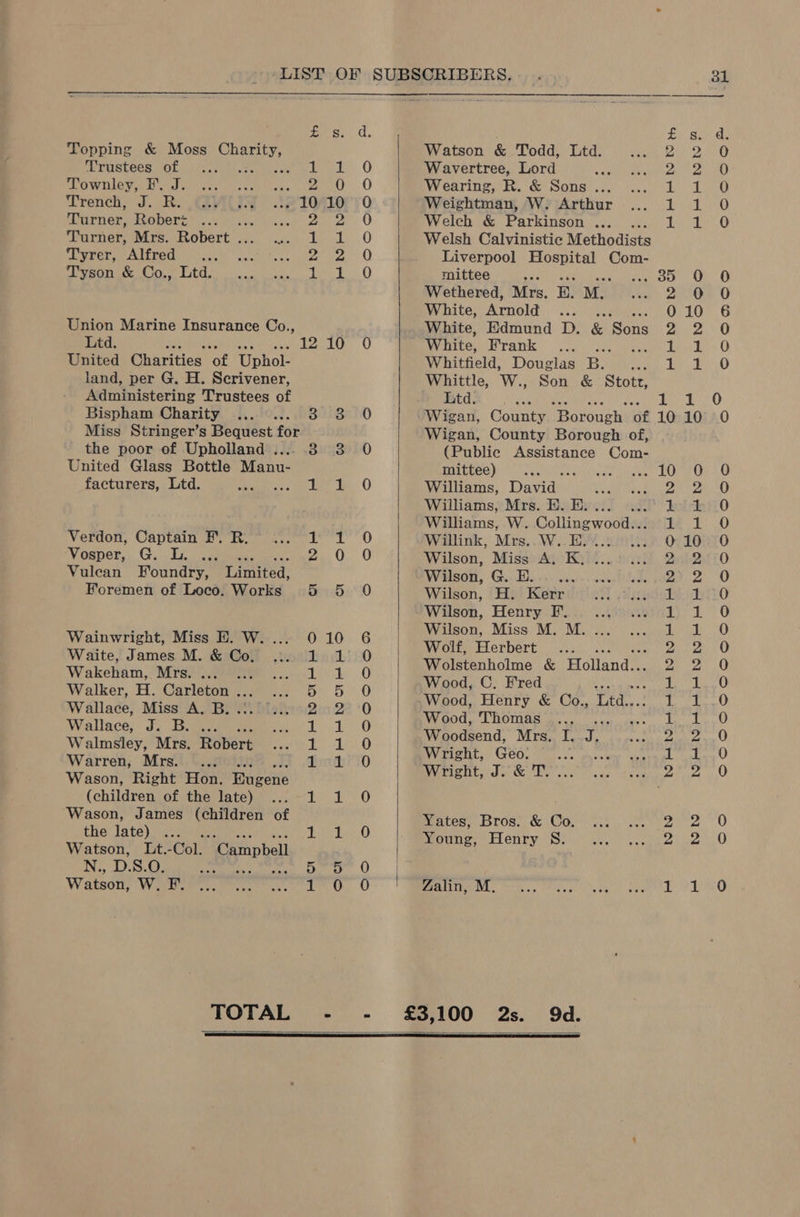 LIST OF SUBSCRIBERS. 31
£ s. d.
Topping & Moss Charity,
Trustees of ... ... ... 1 1 0
Townley, F. J. ... ... ... 2 0 0
Trench, J. R. ... ... ... 10 10 0
Turner, Robert ... ... ... 2 2 0
Turner, Mrs. Robert ... ... 1 1 0
Tyrer, Alfred ... ... ... 2 2 0
Tyson & Co., Ltd. ... ... 1 1 0
Union Marine Insurance Co.,
Ltd. ... ... ... ... 12 10 0
United Charities of Uphol-
land, per G. H. Scrivener,
Administering Trustees of
Bispham Charity ... ... 3 3 0
Miss Stringer's Bequest for
the poor of Upholland ... 3 3 0
United Glass Bottle Manu-
facturers, Ltd. ... ... 1 1 0
Verdon, Captain F. R. ... 1 1 0
Vosper, G. L. ... ... ... 2 0 0
Vulcan Foundry, Limited,
Foremen of Loco. Works 5 5 0
Wainwright, Miss E. W. ... 0 10 6
Waite, James M. & Co. ... 1 1 0
Wakeham, Mrs. ... ... ... 1 1 0
Walker, H. Carleton ... ... 5 5 0
Wallace, Miss A. B. ... ... 2 2 0
Wallace, J. B. ... ... ... 1 1 0
Walmsley, Mrs. Robert ... 1 1 0
Warren, Mrs. ... ... ... 1 1 0
Wason, Right Hon. Eugene
(children of the late) ... 1 1 0
Wason, James (children of
the late) ... ... ... ... 1 1 0
Watson, Lt.-Col. Campbell
N., D.S.O. ... ... ... 5 5 0
Watson, W. F. ... ... ... 1 0 0
£ s. d.
Watson & Todd, Ltd. ... 2 2 0
Wavertree, Lord ... ... 2 2 0
Wearing, R. & Sons ... ... 1 1 0
Weightman, W. Arthur ... 1 1 0
Welch & Parkinson ... ... 1 1 0
Welsh Calvinistic Methodists
Liverpool Hospital Com-
mittee ... ... ... ... 35 0 0
Wethered, Mrs. E. M. ... 2 0 0
White, Arnold ... ... ... 0 10 6
White, Edmund D. & Sons 2 2 0
White, Frank ... ... ... 1 1 0
Whitfield, Douglas B. ... 1 1 0
Whittle, W., Son & Stott,
Ltd. ... ... ... ... 1 1 0
Wigan, County Borough of 10 10 0
Wigan, County Borough of,
(Public Assistance Com-
mittee) ... ... ... ... 10 0 0
Williams, David ... ... 2 2 0
Williams, Mrs. E. E. ... ... 1 1 0
Williams, W. Collingwood... 1 1 0
Willink, Mrs. W. E. ... ... 0 10 0
Wilson, Miss A. K. ... ... 2 2 0
Wilson, G. E. ... ... ... 2 2 0
Wilson, H. Kerr ... ... 1 1 0
Wilson, Henry F. ... ... 1 1 0
Wilson, Miss M. M. ... ... 1 1 0
Wolf, Herbert ... ... ... 2 2 0
Wolstenholme & Holland... 2 2 0
Wood, C. Fred ... ... 1 1 0
Wood, Henry & Co., Ltd.... 1 1 0
Wood, Thomas ... ... ... 1 1 0
Woodsend, Mrs. I. J. ... 2 2 0
Wright, Geo. ... ... ... 1 1 0
Wright, J. & T. ... ... ... 2 2 0
Yates, Bros. & Co. ... ... 2 2 0
Young, Henry S. ... ... 2 2 0
Zalin, M. ... ... ... ... 1 1 0
TOTAL - - £3,100 2s. 9d.